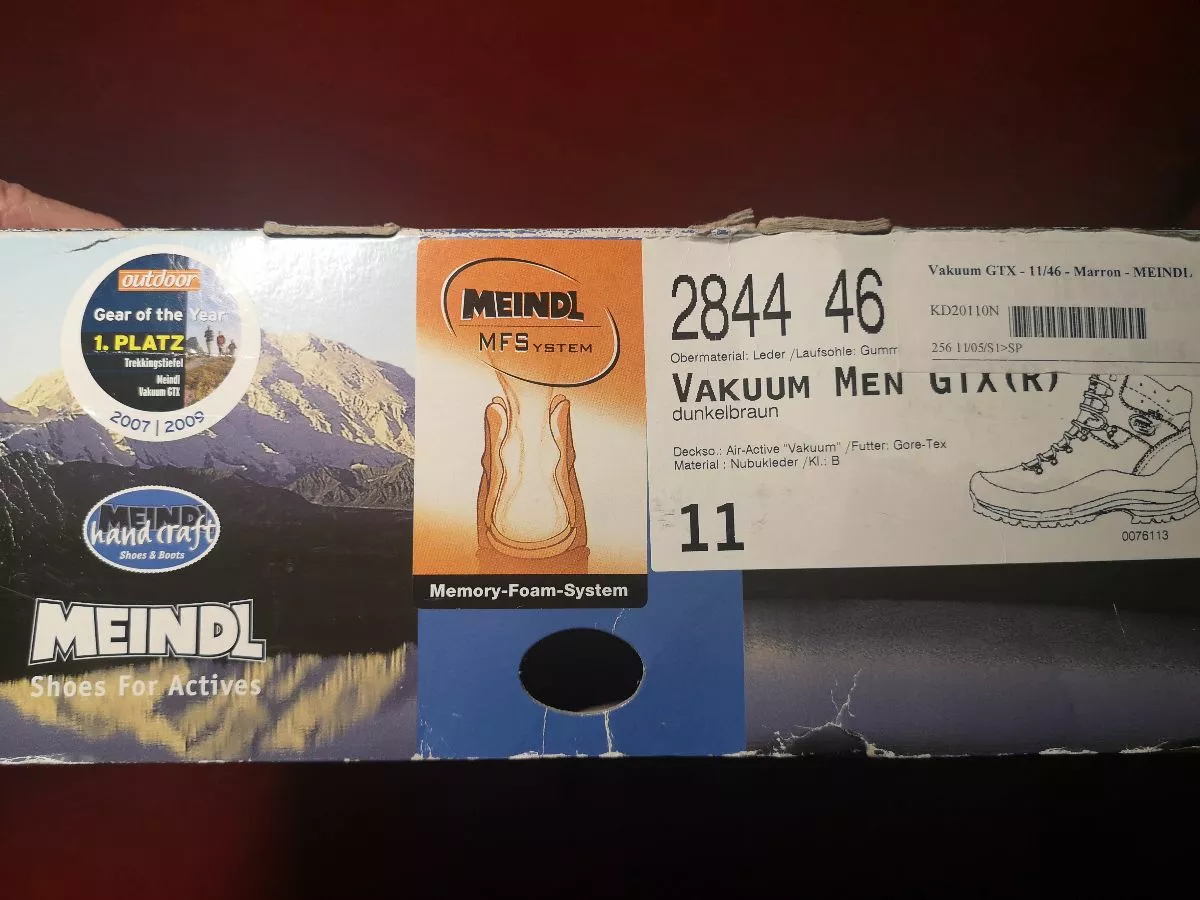 outdoor
Gear of the Year
1. PLATZ
Trekkingstiefel
Meindl
Vakuum GTX
2007 | 2009
MEINDL
hand craft
Shoes & Boots
MEINDL
Shoes For Actives
MEINDL
MFSYSTEM
Memory-Foam-System
2844 46
Obermaterial: Leder /Laufsohle: Gumm
VAKUUM MEN GTX(R)
dunkelbraun
Deckso.: Air-Active "Vakuum" /Futter: Gore-Tex
Material : Nubukleder /Kl.: B
11
0076113
Vakuum GTX - 11/46 - Marron - MEINDL
KD20110N
256 11/05/S1>SP